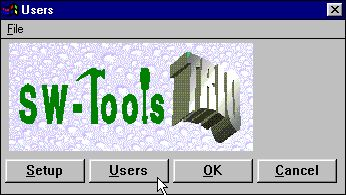 Users
File
SW-Tools TRIO
Setup Users OK Cancel